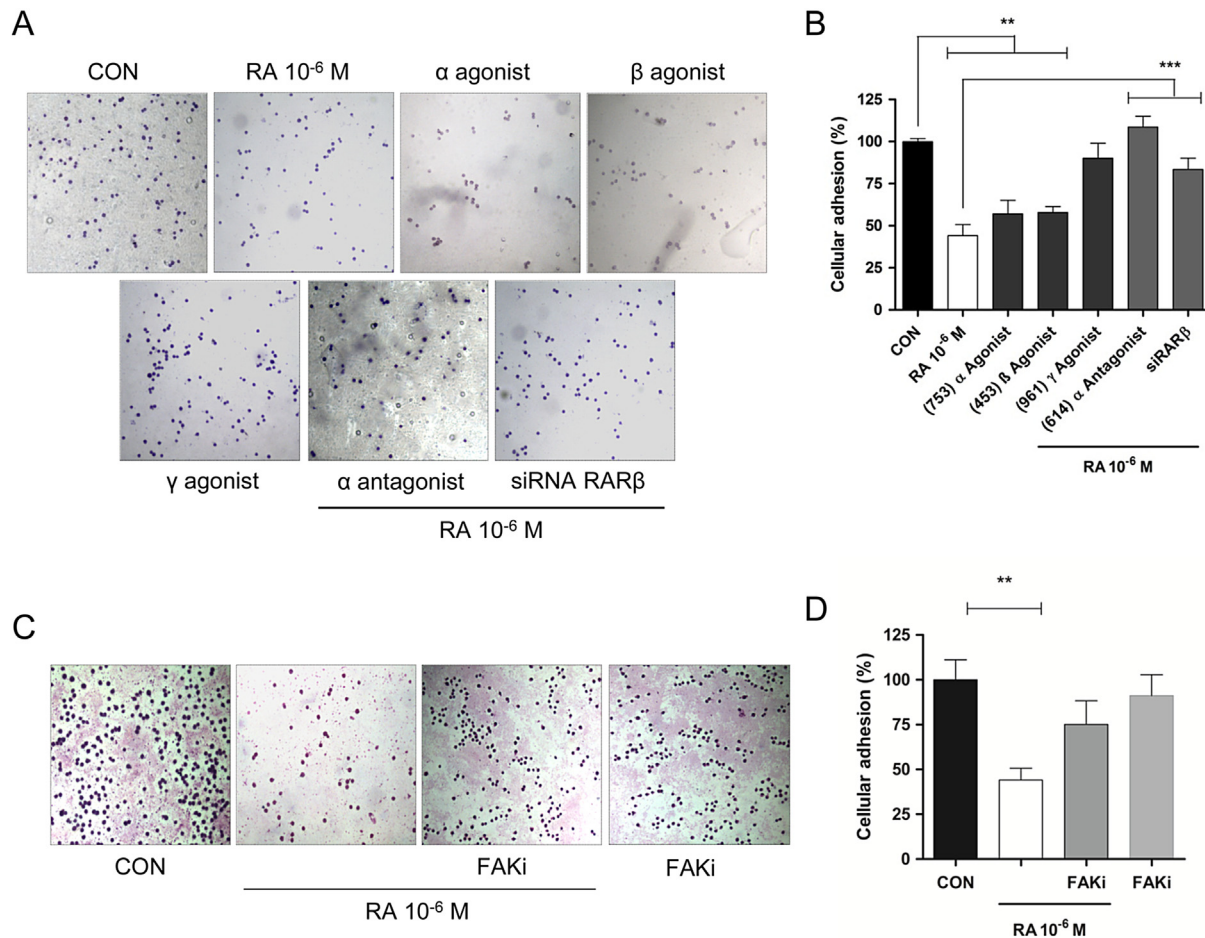 A
CON
RA 10⁻⁶ M
α agonist
β agonist
γ agonist
α antagonist
siRNA RARβ
RA 10⁻⁶ M
B
**
***
Cellular adhesion (%)
125
100
75
50
25
0
CON
RA 10⁻⁶ M
(753) α Agonist
(453) ß Agonist
(961) γ Agonist
(614) α Antagonist
siRARβ
RA 10⁻⁶ M
C
CON
FAKi
FAKi
RA 10⁻⁶ M
D
**
Cellular adhesion (%)
125
100
75
50
25
0
CON
FAKi
FAKi
RA 10⁻⁶ M